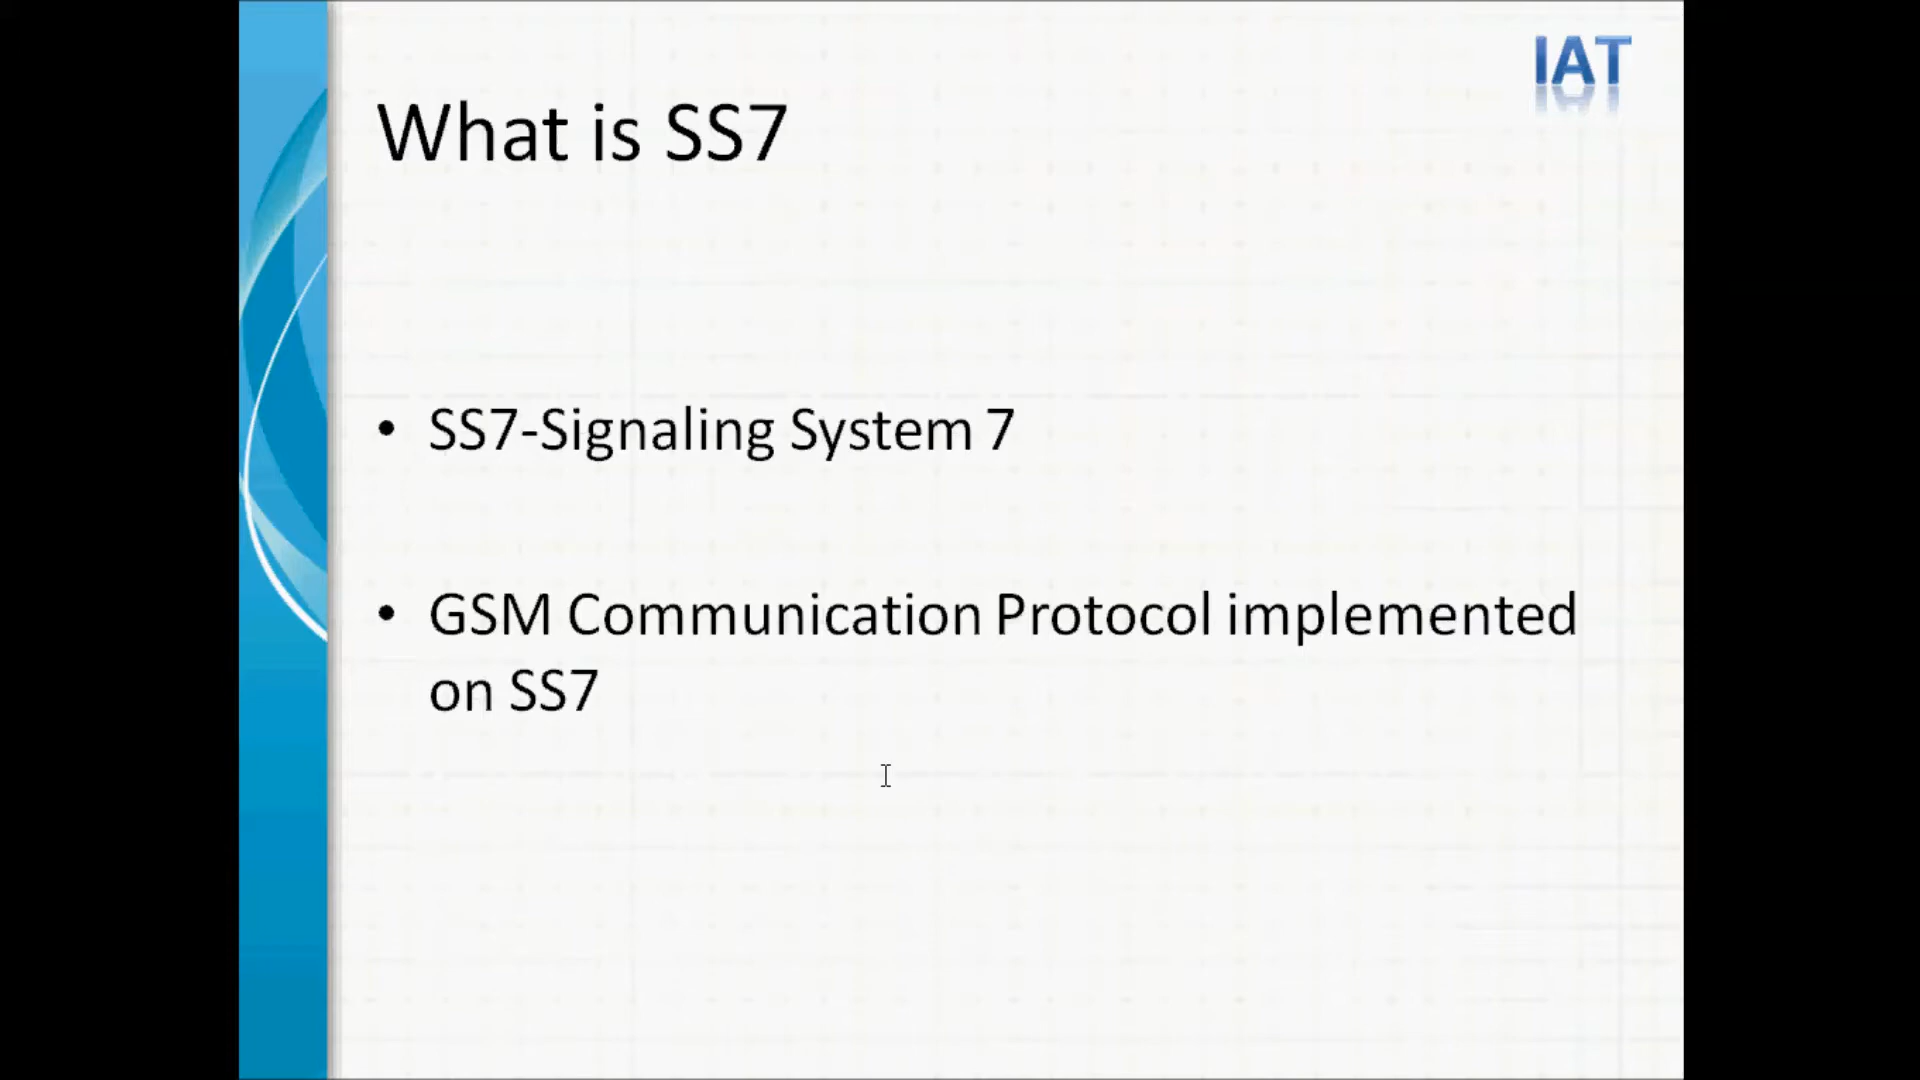 IAT
What is SS7
• SS7-Signaling System 7
• GSM Communication Protocol implemented
on SS7